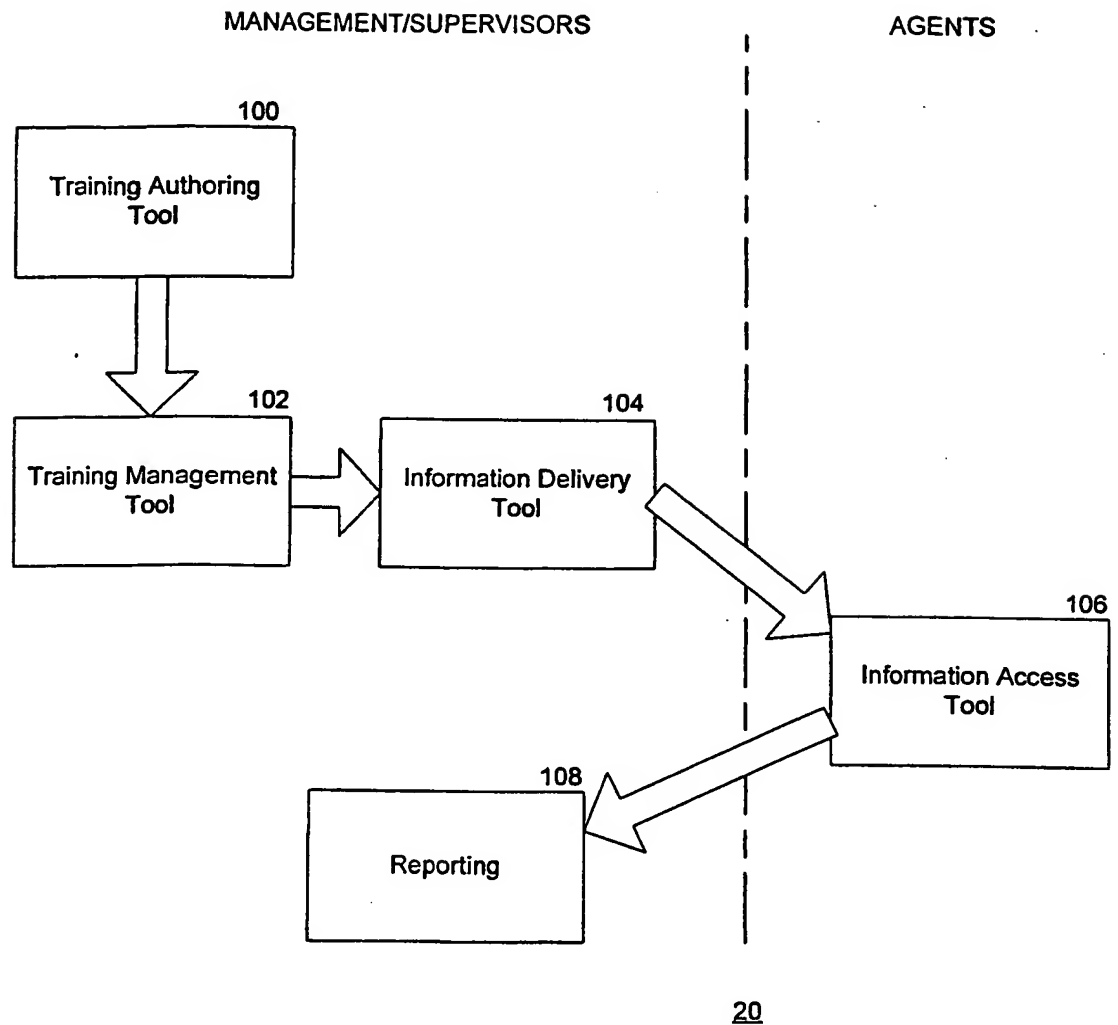 MANAGEMENT/SUPERVISORS
AGENTS
100
Training Authoring
Tool
102
Training Management
Tool
104
Information Delivery
Tool
106
Information Access
Tool
108
Reporting
20